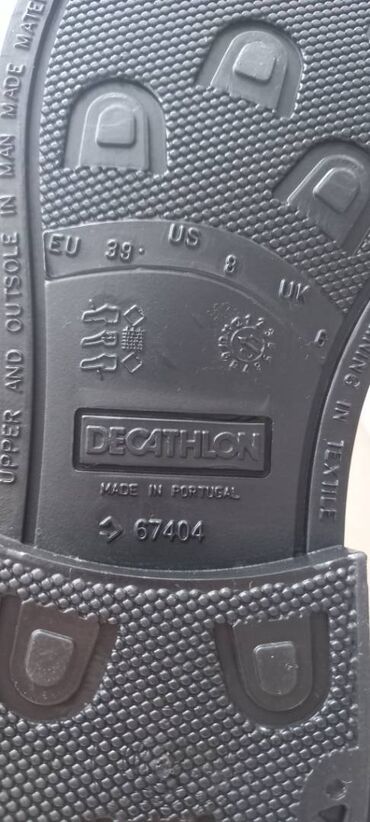 UPPER AND OUTSOLE IN MAN MADE MATE
EU 39 · US 8 UK 6
IN TEXTILE
DECATHLON
MADE IN PORTUGAL
67404